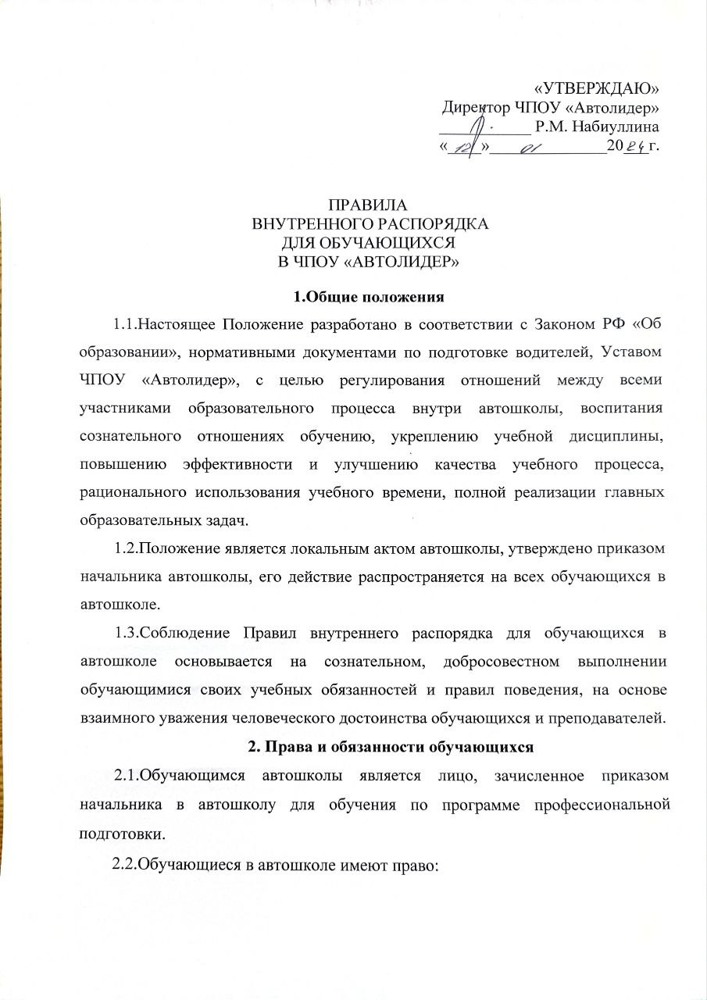 «УТВЕРЖДАЮ»
Директор ЧПОУ «Автолидер»
____________ Р.М. Набиуллина
«_12_»______01________20 24 г.
ПРАВИЛА
ВНУТРЕННОГО РАСПОРЯДКА
ДЛЯ ОБУЧАЮЩИХСЯ
В ЧПОУ «АВТОЛИДЕР»
1.Общие положения
1.1.Настоящее Положение разработано в соответствии с Законом РФ «Об
образовании», нормативными документами по подготовке водителей, Уставом
ЧПОУ «Автолидер», с целью регулирования отношений между всеми
участниками образовательного процесса внутри автошколы, воспитания
сознательного отношениях обучению, укреплению учебной дисциплины,
повышению эффективности и улучшению качества учебного процесса,
рационального использования учебного времени, полной реализации главных
образовательных задач.
1.2.Положение является локальным актом автошколы, утверждено приказом
начальника автошколы, его действие распространяется на всех обучающихся в
автошколе.
1.3.Соблюдение Правил внутреннего распорядка для обучающихся в
автошколе основывается на сознательном, добросовестном выполнении
обучающимися своих учебных обязанностей и правил поведения, на основе
взаимного уважения человеческого достоинства обучающихся и преподавателей.
2. Права и обязанности обучающихся
2.1.Обучающимся автошколы является лицо, зачисленное приказом
начальника в автошколу для обучения по программе профессиональной
подготовки.
2.2.Обучающиеся в автошколе имеют право: